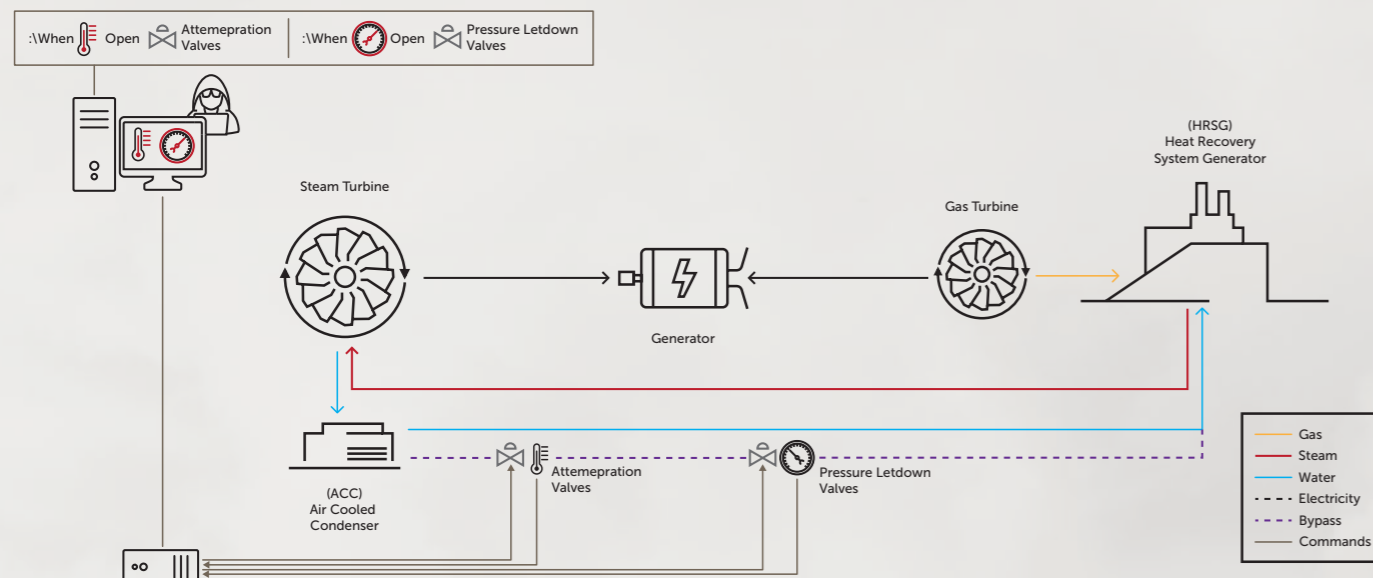 :\When Open Attemepration
Valves
:\When Open Pressure Letdown
Valves
(HRSG)
Heat Recovery
System Generator
Steam Turbine
Gas Turbine
Generator
Attemepration
Valves
Pressure Letdown
Valves
(ACC)
Air Cooled
Condenser
Gas
Steam
Water
Electricity
Bypass
Commands